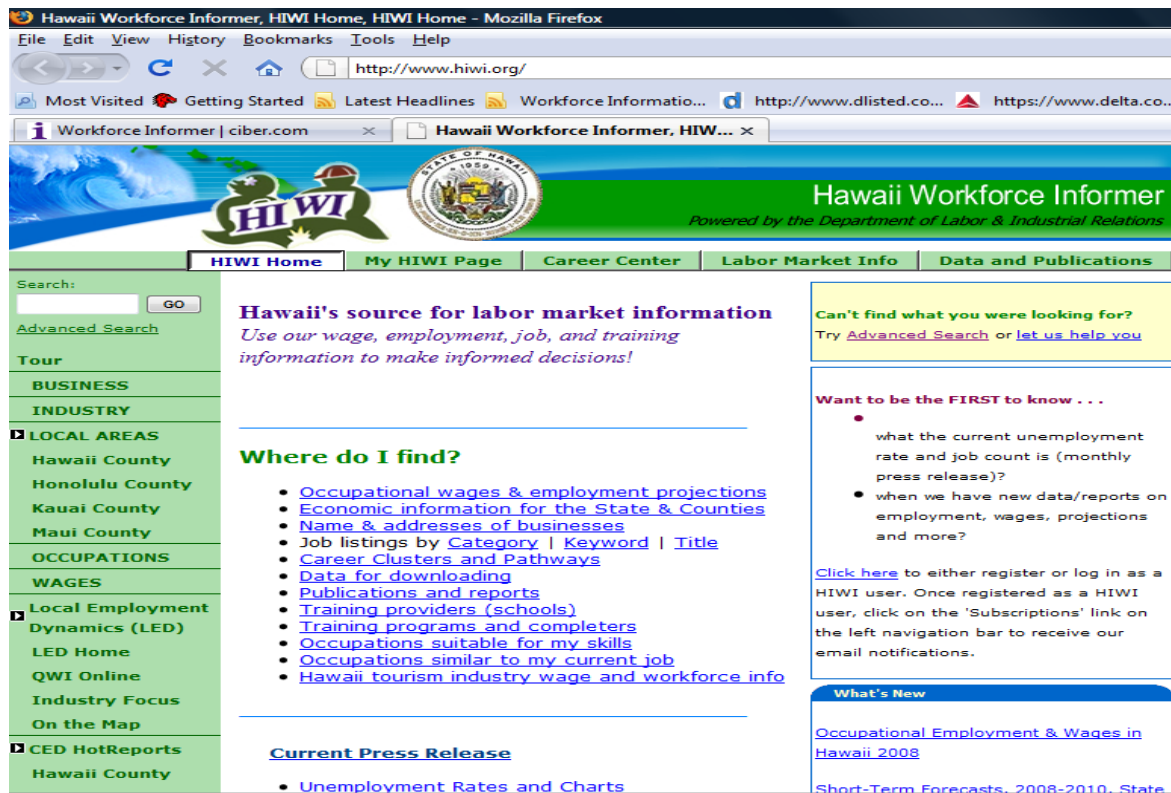 Hawaii Workforce Informer, HIWI Home, HIWI Home - Mozilla Firefox
File Edit View History Bookmarks Tools Help
http://www.hiwi.org/
Most Visited Getting Started Latest Headlines Workforce Informatio... http://www.dlisted.co... https://www.delta.co...
Workforce Informer | ciber.com
Hawaii Workforce Informer, HIW...
STATE OF HAWAII
1959
HIWI
Hawaii Workforce Informer
Powered by the Department of Labor & Industrial Relations
HIWI Home My HIWI Page Career Center Labor Market Info Data and Publications
Search:
GO
Advanced Search
Tour
BUSINESS
INDUSTRY
LOCAL AREAS
Hawaii County
Honolulu County
Kauai County
Maui County
OCCUPATIONS
WAGES
Local Employment
Dynamics (LED)
LED Home
QWI Online
Industry Focus
On the Map
CED HotReports
Hawaii County
Hawaii's source for labor market information
Use our wage, employment, job, and training
information to make informed decisions!
Where do I find?
Occupational wages & employment projections
Economic information for the State & Counties
Name & addresses of businesses
Job listings by Category | Keyword | Title
Career Clusters and Pathways
Data for downloading
Publications and reports
Training providers (schools)
Training programs and completers
Occupations suitable for my skills
Occupations similar to my current job
Hawaii tourism industry wage and workforce info
Current Press Release
Unemployment Rates and Charts
Can't find what you were looking for?
Try Advanced Search or let us help you
Want to be the FIRST to know . . .
what the current unemployment
rate and job count is (monthly
press release)?
when we have new data/reports on
employment, wages, projections
and more?
Click here to either register or log in as a
HIWI user. Once registered as a HIWI
user, click on the 'Subscriptions' link on
the left navigation bar to receive our
email notifications.
What's New
Occupational Employment & Wages in
Hawaii 2008
Short-Term Forecasts, 2008-2010, State